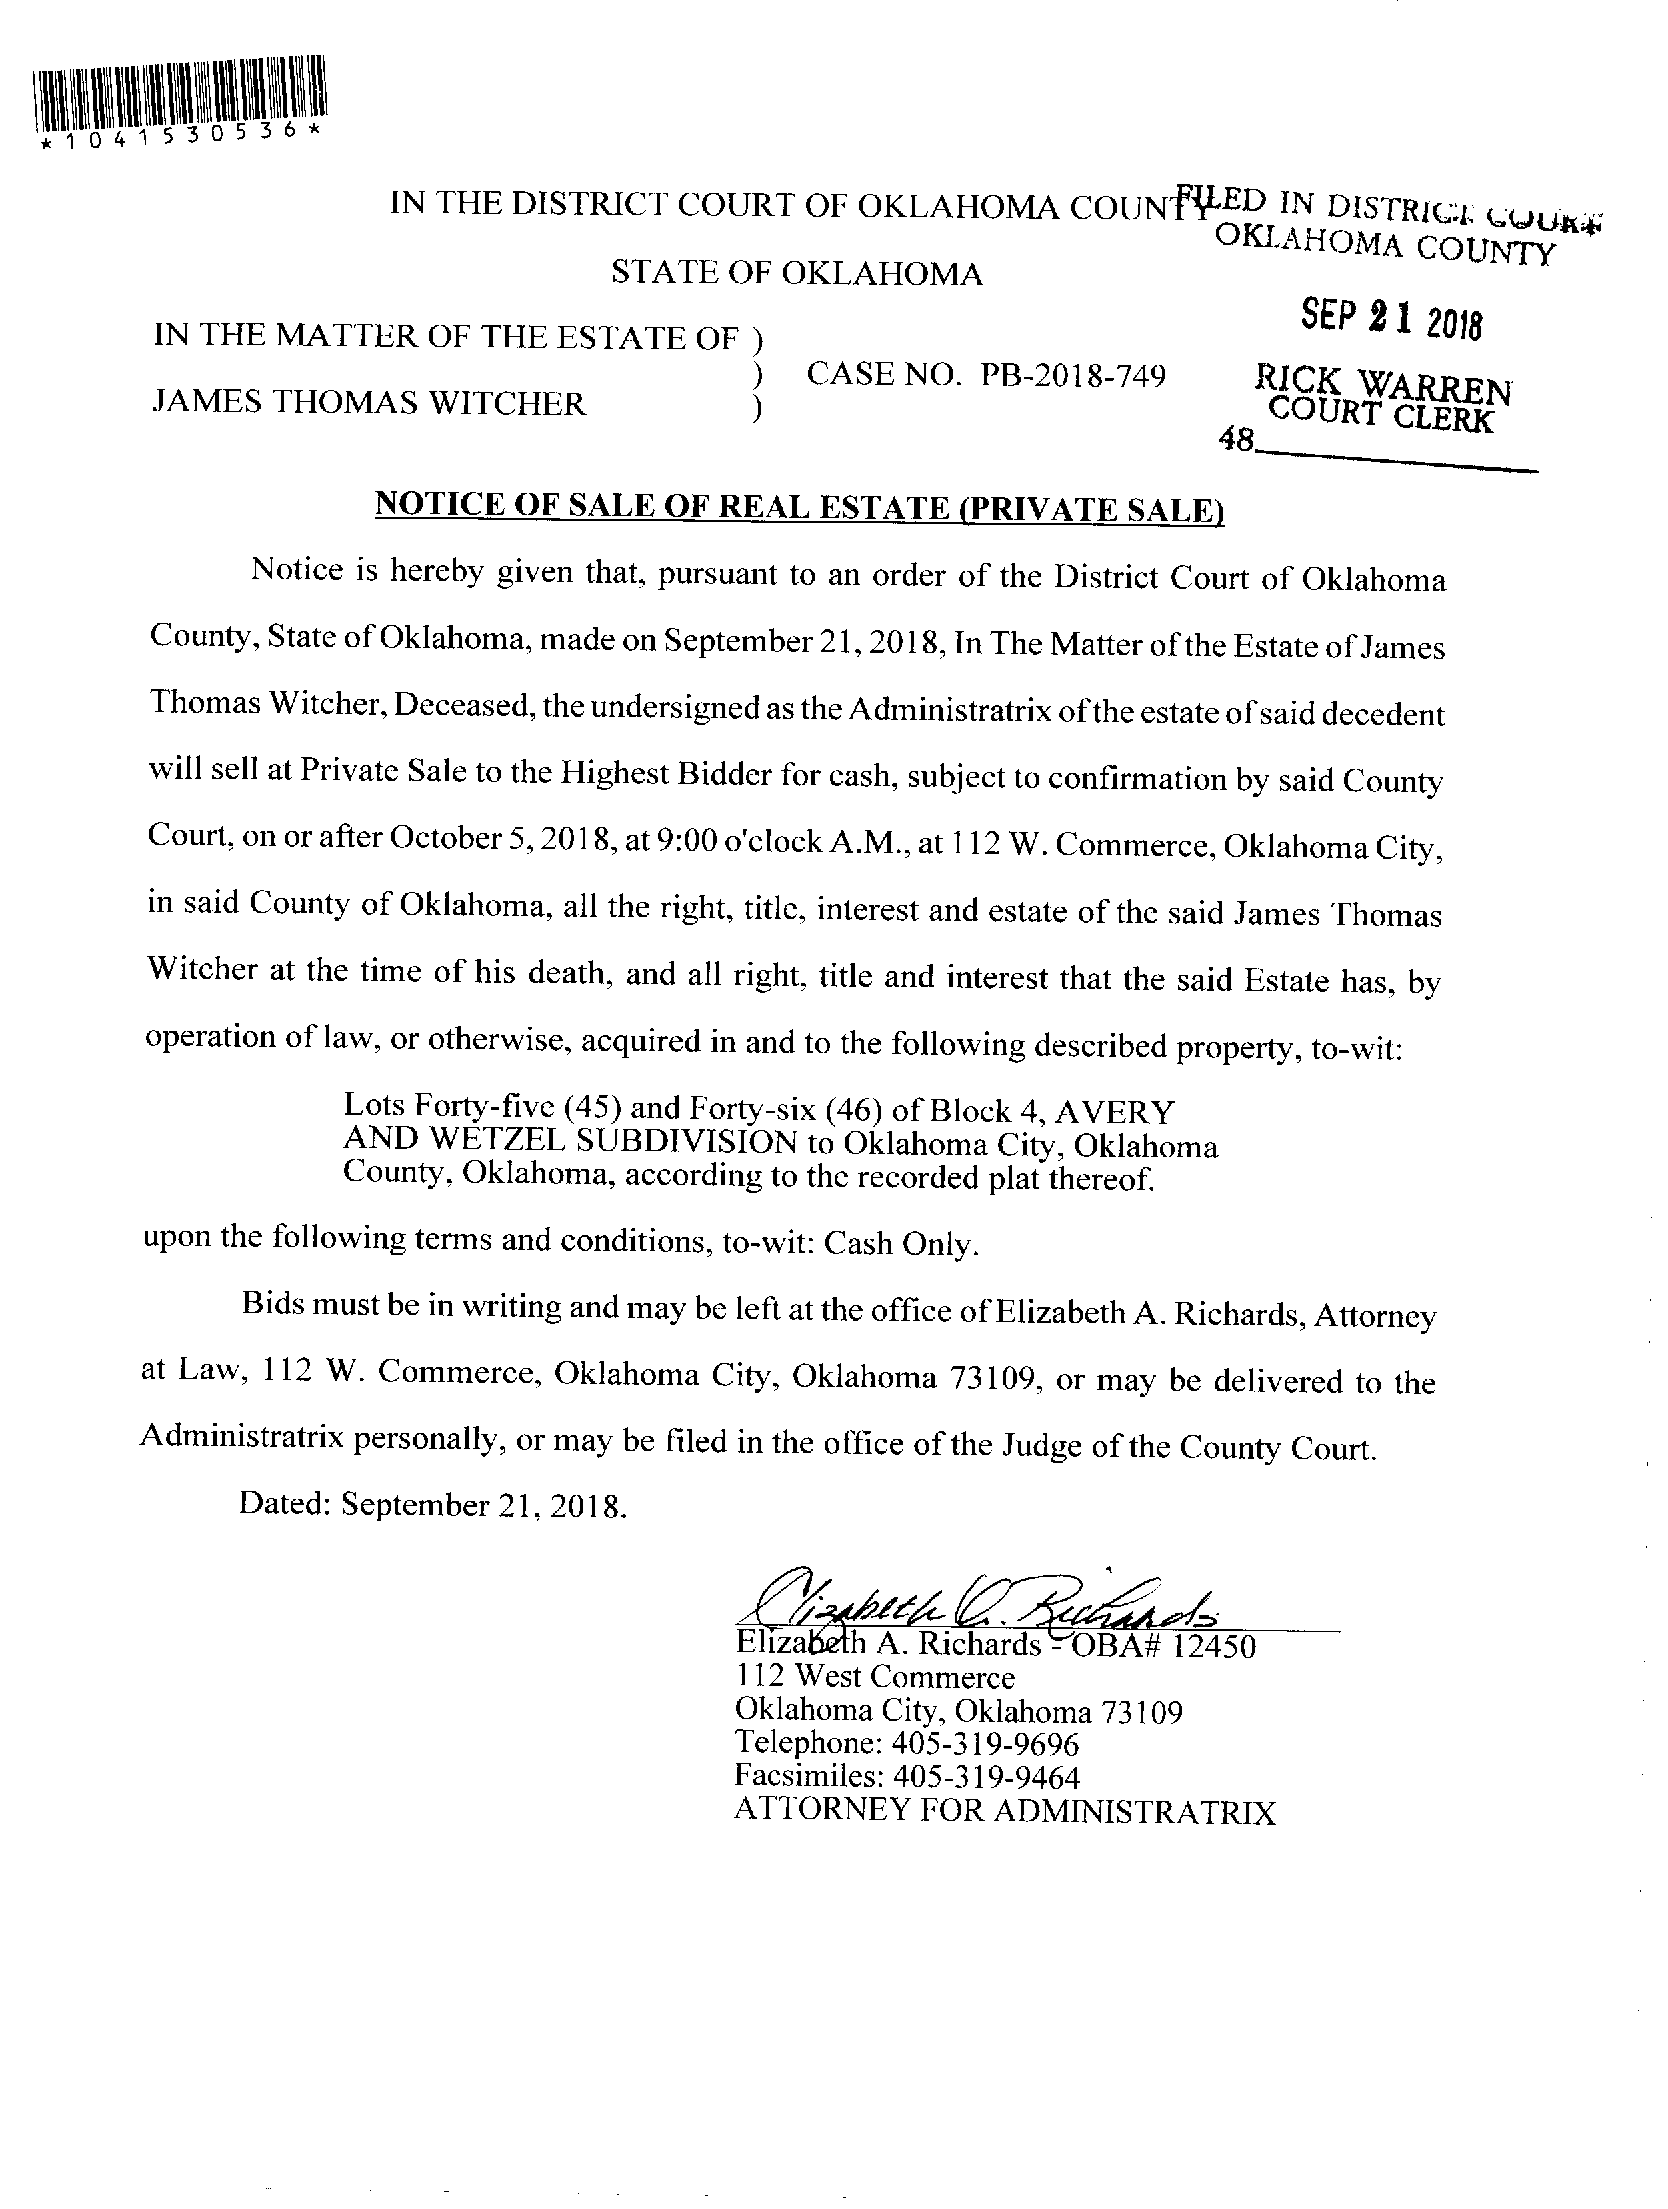 *1041530536*
IN THE DISTRICT COURT OF OKLAHOMA COUNTY
FILED IN DISTRICT COURT
OKLAHOMA COUNTY
STATE OF OKLAHOMA
SEP 21 2018
IN THE MATTER OF THE ESTATE OF )
) CASE NO. PB-2018-749
RICK WARREN
JAMES THOMAS WITCHER )
COURT CLERK
48
NOTICE OF SALE OF REAL ESTATE (PRIVATE SALE)
Notice is hereby given that, pursuant to an order of the District Court of Oklahoma
County, State of Oklahoma, made on September 21, 2018, In The Matter of the Estate of James
Thomas Witcher, Deceased, the undersigned as the Administratrix of the estate of said decedent
will sell at Private Sale to the Highest Bidder for cash, subject to confirmation by said County
Court, on or after October 5, 2018, at 9:00 o'clock A.M., at 112 W. Commerce, Oklahoma City,
in said County of Oklahoma, all the right, title, interest and estate of the said James Thomas
Witcher at the time of his death, and all right, title and interest that the said Estate has, by
operation of law, or otherwise, acquired in and to the following described property, to-wit:
Lots Forty-five (45) and Forty-six (46) of Block 4, AVERY
AND WETZEL SUBDIVISION to Oklahoma City, Oklahoma
County, Oklahoma, according to the recorded plat thereof.
upon the following terms and conditions, to-wit: Cash Only.
Bids must be in writing and may be left at the office of Elizabeth A. Richards, Attorney
at Law, 112 W. Commerce, Oklahoma City, Oklahoma 73109, or may be delivered to the
Administratrix personally, or may be filed in the office of the Judge of the County Court.
Dated: September 21, 2018.
Elizabeth A. Richards
Elizabeth A. Richards - OBA# 12450
112 West Commerce
Oklahoma City, Oklahoma 73109
Telephone: 405-319-9696
Facsimiles: 405-319-9464
ATTORNEY FOR ADMINISTRATRIX